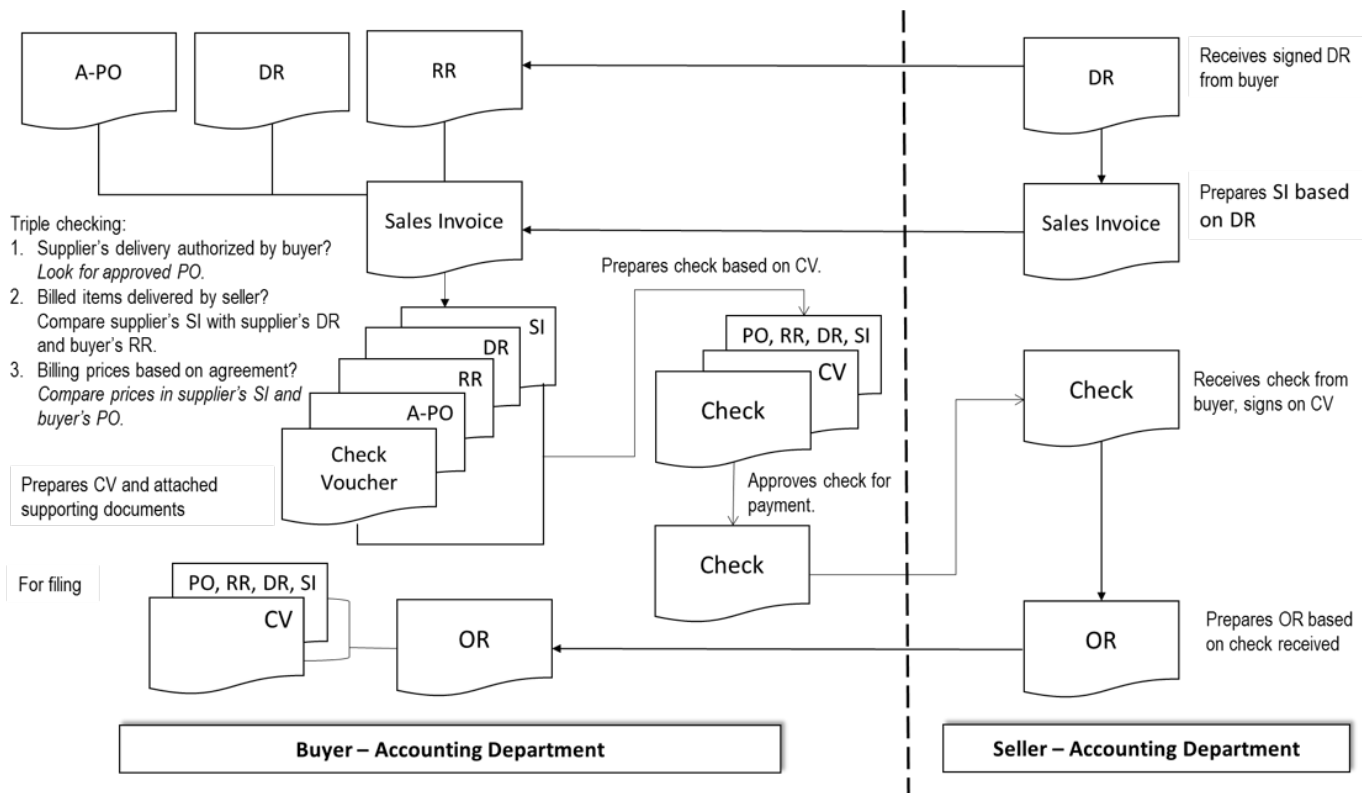 A-PO
DR
RR
DR
Receives signed DR
from buyer
Sales Invoice
Sales Invoice
Prepares SI based
on DR
Triple checking:
1. Supplier's delivery authorized by buyer?
Look for approved PO.
2. Billed items delivered by seller?
Compare supplier's SI with supplier's DR
and buyer's RR.
3. Billing prices based on agreement?
Compare prices in supplier's SI and
buyer's PO.
Prepares check based on CV.
SI
DR
RR
A-PO
Check
Voucher
PO, RR, DR, SI
CV
Check
Check
Receives check from
buyer, signs on CV
Prepares CV and attached
supporting documents
Approves check for
payment.
Check
For filing
PO, RR, DR, SI
CV
OR
OR
Prepares OR based
on check received
Buyer – Accounting Department
Seller – Accounting Department